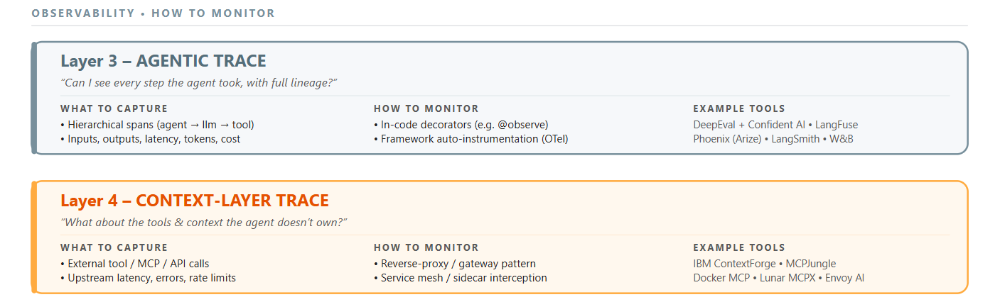 OBSERVABILITY • HOW TO MONITOR
Layer 3 – AGENTIC TRACE
“Can I see every step the agent took, with full lineage?”
WHAT TO CAPTURE
• Hierarchical spans (agent → llm → tool)
• Inputs, outputs, latency, tokens, cost
HOW TO MONITOR
• In-code decorators (e.g. @observe)
• Framework auto-instrumentation (OTel)
EXAMPLE TOOLS
DeepEval + Confident AI • LangFuse
Phoenix (Arize) • LangSmith • W&B
Layer 4 – CONTEXT-LAYER TRACE
“What about the tools & context the agent doesn’t own?”
WHAT TO CAPTURE
• External tool / MCP / API calls
• Upstream latency, errors, rate limits
HOW TO MONITOR
• Reverse-proxy / gateway pattern
• Service mesh / sidecar interception
EXAMPLE TOOLS
IBM ContextForge • MCPJungle
Docker MCP • Lunar MCPX • Envoy AI